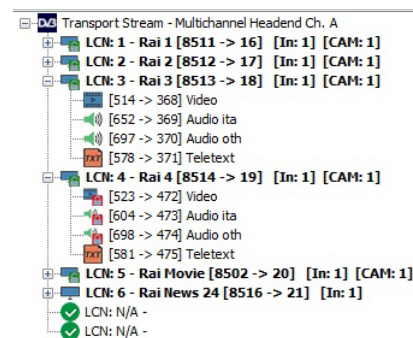 DVB Transport Stream - Multichannel Headend Ch. A
LCN: 1 - Rai 1 [8511 -> 16] [In: 1] [CAM: 1]
LCN: 2 - Rai 2 [8512 -> 17] [In: 1] [CAM: 1]
LCN: 3 - Rai 3 [8513 -> 18] [In: 1] [CAM: 1]
[514 -> 368] Video
[652 -> 369] Audio ita
[697 -> 370] Audio oth
TXT [578 -> 371] Teletext
LCN: 4 - Rai 4 [8514 -> 19] [In: 1] [CAM: 1]
[523 -> 472] Video
[604 -> 473] Audio ita
[698 -> 474] Audio oth
TXT [581 -> 475] Teletext
LCN: 5 - Rai Movie [8502 -> 20] [In: 1] [CAM: 1]
LCN: 6 - Rai News 24 [8516 -> 21] [In: 1]
LCN: N/A -
LCN: N/A -